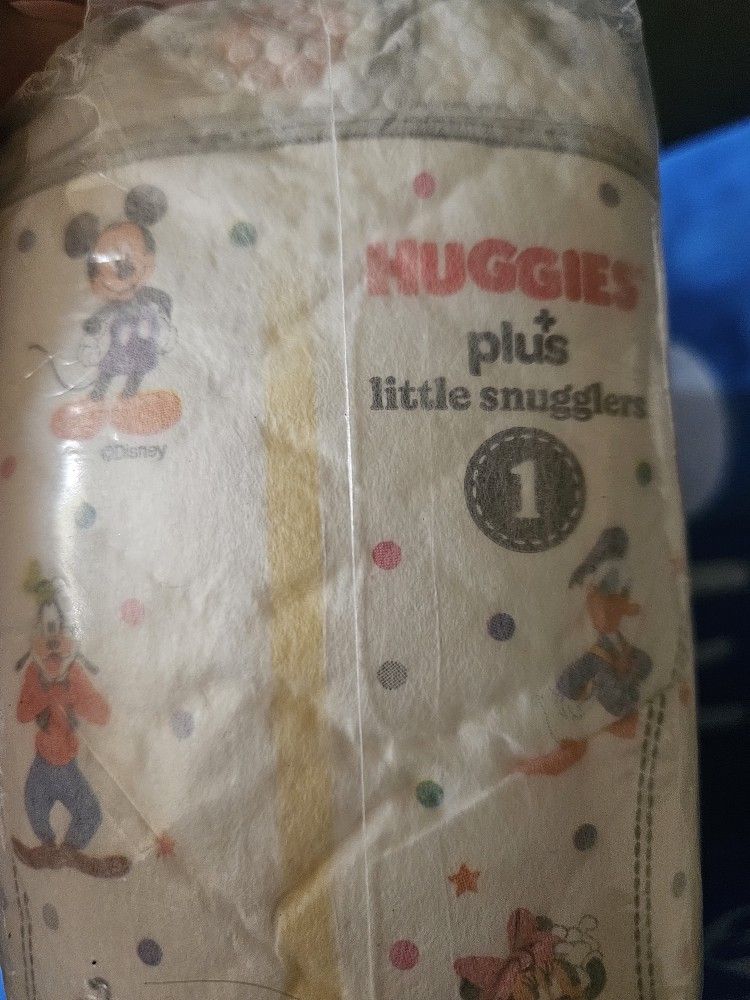 HUGGIES
plus+
little snugglers
1
©Disney